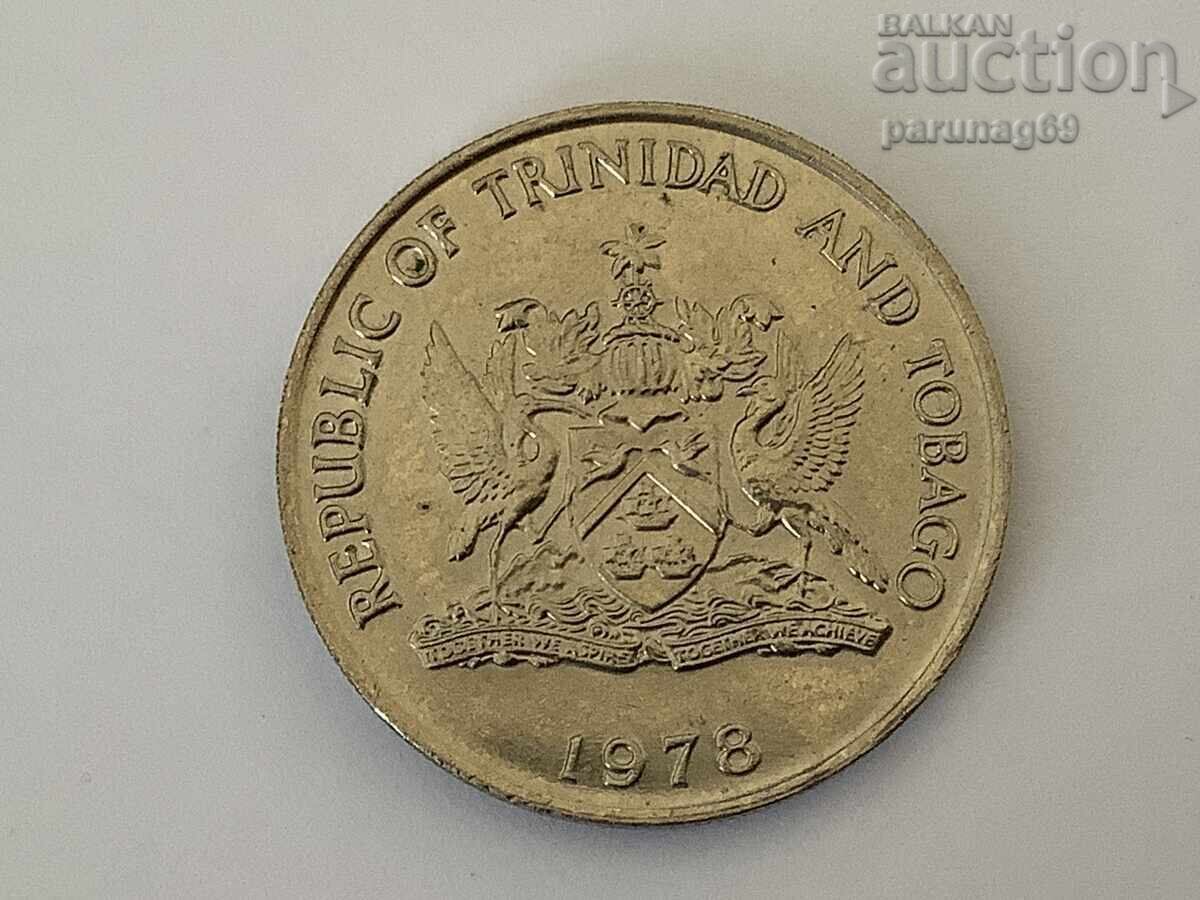 BALKAN
auction
parunag69
REPUBLIC OF TRINIDAD AND TOBAGO
TOGETHER WE ASPIRE TOGETHER WE ACHIEVE
1978